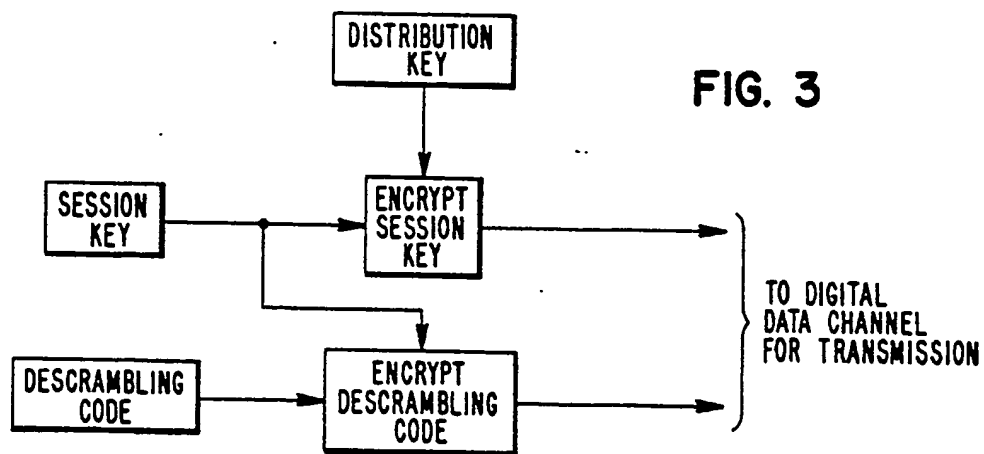 DISTRIBUTION
KEY
FIG. 3
SESSION
KEY
ENCRYPT
SESSION
KEY
TO DIGITAL
DATA CHANNEL
FOR TRANSMISSION
DESCRAMBLING
CODE
ENCRYPT
DESCRAMBLING
CODE